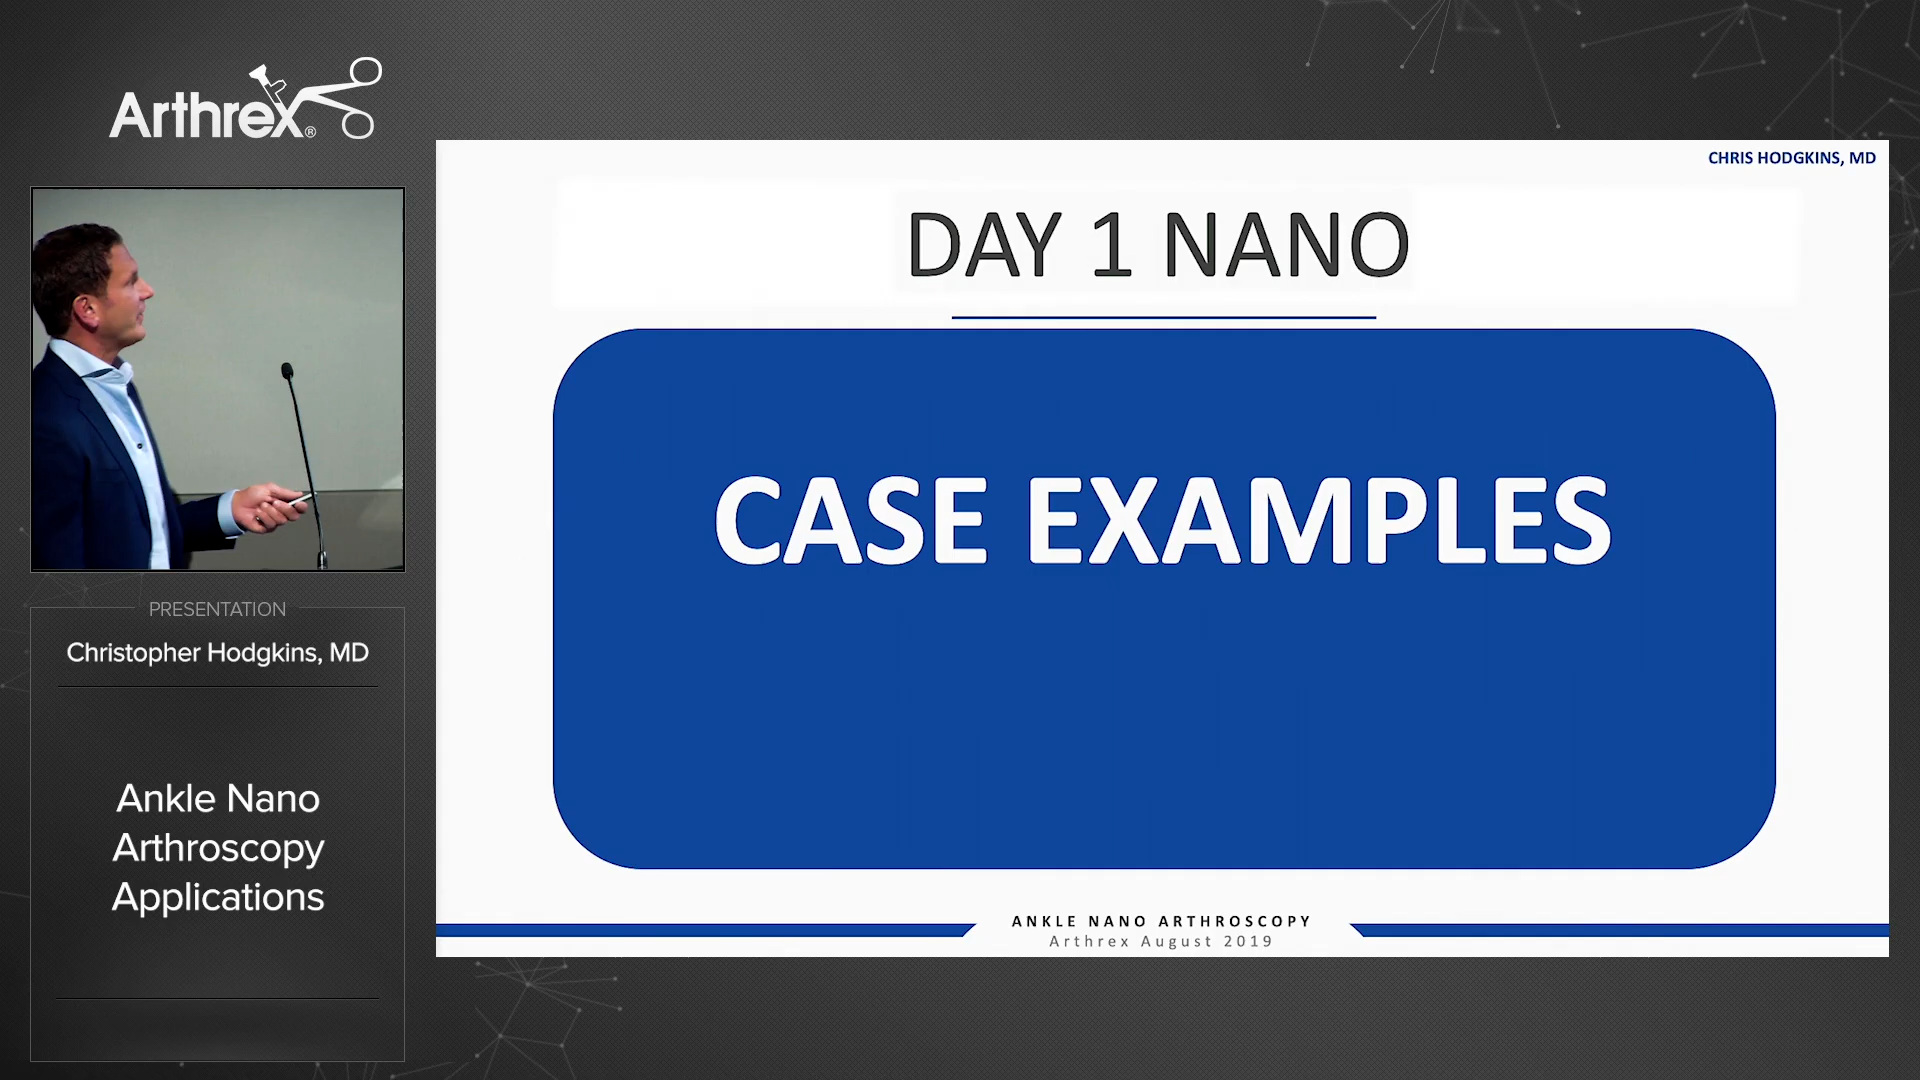 Arthrex®
PRESENTATION
Christopher Hodgkins, MD
Ankle Nano
Arthroscopy
Applications
CHRIS HODGKINS, MD
DAY 1 NANO
CASE EXAMPLES
ANKLE NANO ARTHROSCOPY
Arthrex August 2019